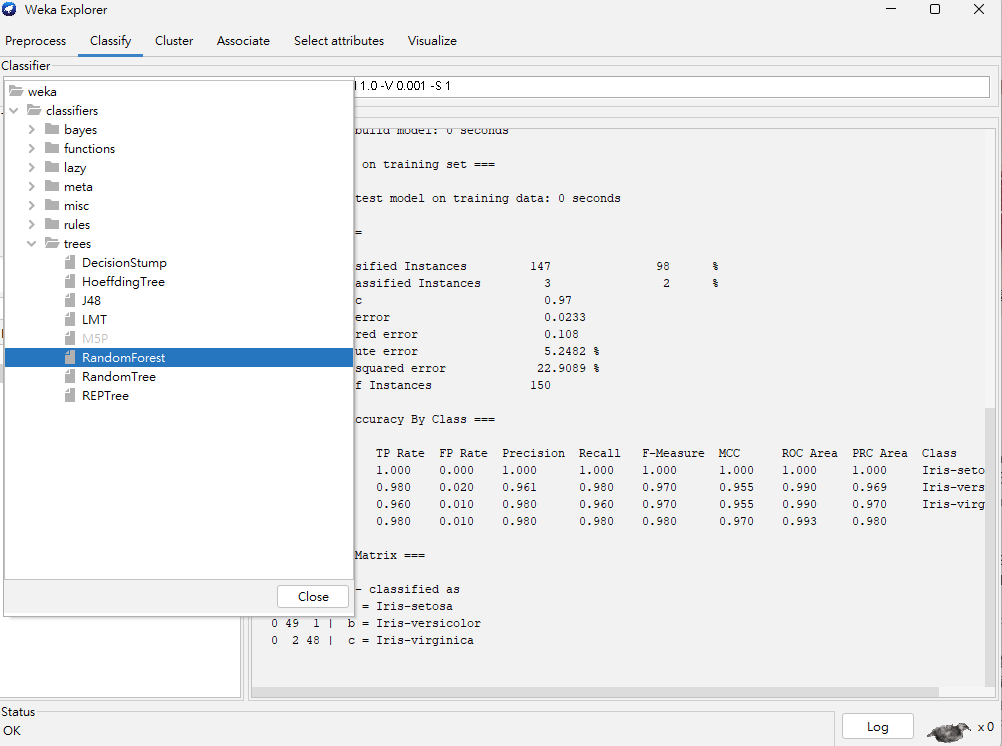 Weka Explorer
Preprocess Classify Cluster Associate Select attributes Visualize
Classifier
1.0 -V 0.001 -S 1
weka
classifiers
bayes
functions
lazy
meta
misc
rules
trees
DecisionStump
HoeffdingTree
J48
LMT
M5P
RandomForest
RandomTree
REPTree
Close
build model: 0 seconds
on training set ===
test model on training data: 0 seconds
=
sified Instances 147 98 %
assified Instances 3 2 %
c 0.97
error 0.0233
red error 0.108
ute error 5.2482 %
squared error 22.9089 %
f Instances 150
ccuracy By Class ===
TP Rate FP Rate Precision Recall F-Measure MCC ROC Area PRC Area Class
1.000 0.000 1.000 1.000 1.000 1.000 1.000 1.000 Iris-seto
0.980 0.020 0.961 0.980 0.970 0.955 0.990 0.969 Iris-vers
0.960 0.010 0.980 0.960 0.970 0.955 0.990 0.970 Iris-virg
0.980 0.010 0.980 0.980 0.980 0.970 0.993 0.980
Matrix ===
- classified as
= Iris-setosa
0 49 1 | b = Iris-versicolor
0 2 48 | c = Iris-virginica
Status
OK
Log
x 0